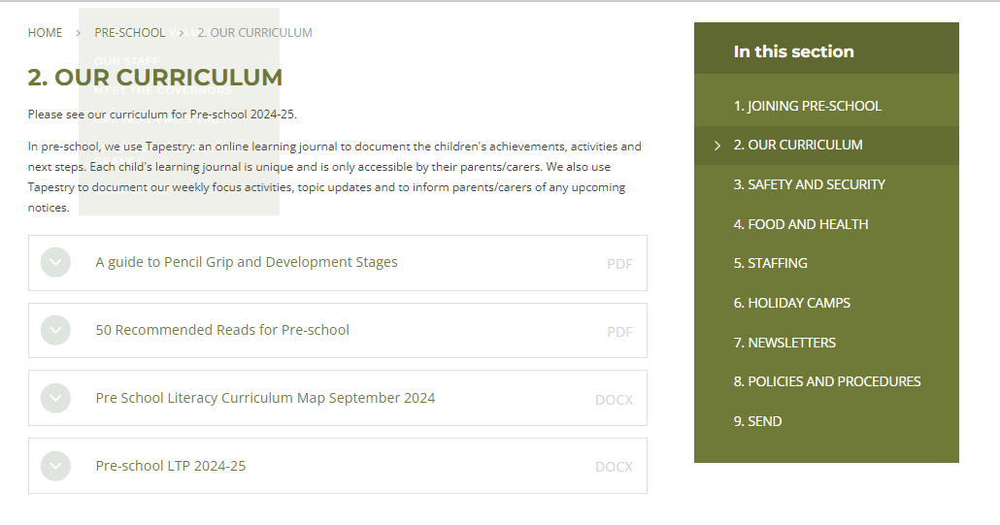 HOME > PRE-SCHOOL > 2. OUR CURRICULUM
OUR STAFF
2. OUR CURRICULUM
MEET THE GOVERNORS
Please see our curriculum for Pre-school 2024-25.
In pre-school, we use Tapestry: an online learning journal to document the children's achievements, activities and
next steps. Each child's learning journal is unique and is only accessible by their parents/carers. We also use
Tapestry to document our weekly focus activities, topic updates and to inform parents/carers of any upcoming
notices.
A guide to Pencil Grip and Development Stages PDF
50 Recommended Reads for Pre-school PDF
Pre School Literacy Curriculum Map September 2024 DOCX
Pre-school LTP 2024-25 DOCX
In this section
1. JOINING PRE-SCHOOL
2. OUR CURRICULUM
3. SAFETY AND SECURITY
4. FOOD AND HEALTH
5. STAFFING
6. HOLIDAY CAMPS
7. NEWSLETTERS
8. POLICIES AND PROCEDURES
9. SEND